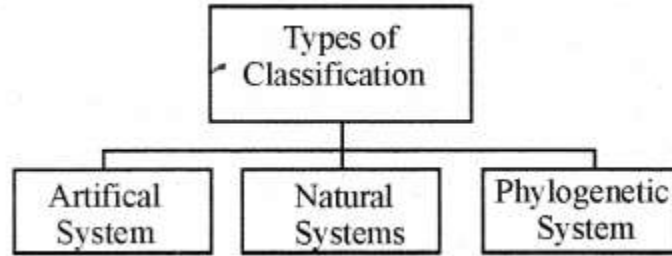 Types of
Classification
Artifical
System
Natural
Systems
Phylogenetic
System